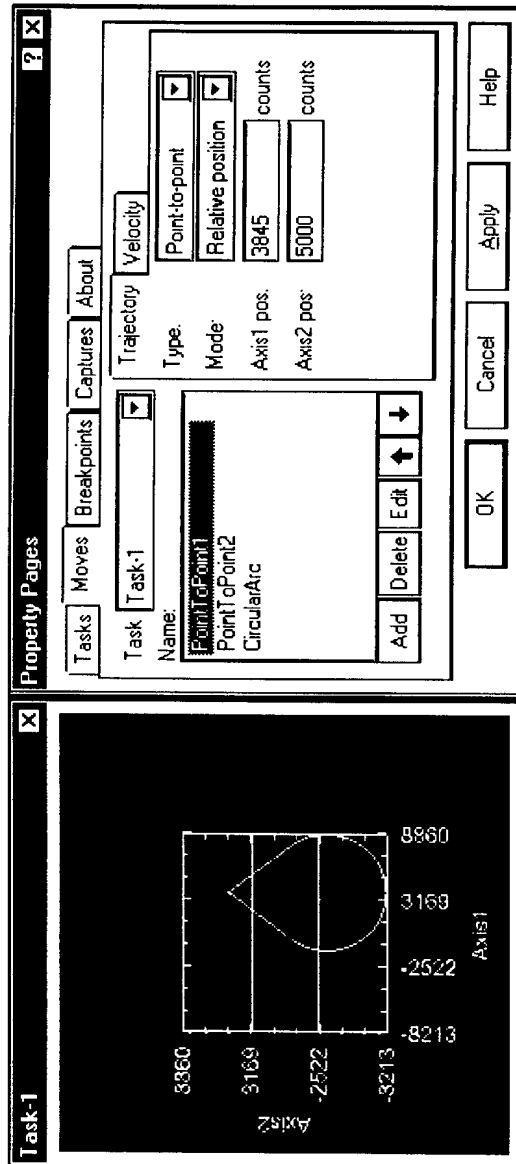 Task-1
3860
3169
-2522
-8213
Axis2
-8213
-2522
3169
8860
Axis1
Property Pages
Tasks Moves Breakpoints Captures About
Task Task-1
Name:
PointToPoint1
PointToPoint2
CircularArc
Add Delete Edit
Trajectory Velocity
Type: Point-to-point
Mode: Relative position
Axis1 pos. 3845 counts
Axis2 pos: 5000 counts
OK Cancel Apply Help